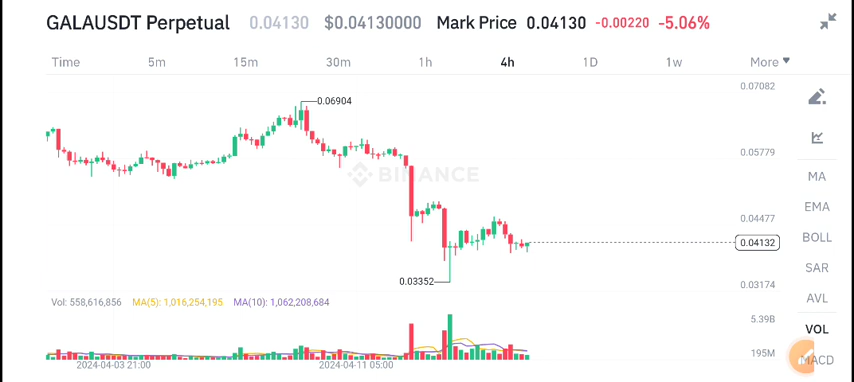 GALAUSDT Perpetual 0.04130 $0.04130000 Mark Price 0.04130 -0.00220 -5.06%
Time 5m 15m 30m 1h 4h 1D 1w More
0.07082
0.06904
0.05779
BINANCE
MA
EMA
0.04477
BOLL
0.04132
SAR
0.03352
0.03174
AVL
Vol: 558,616,856 MA(5): 1,016,254,195 MA(10): 1,062,208,684
5.39B
VOL
195M
MACD
2024-04-03 21:00 2024-04-11 05:00